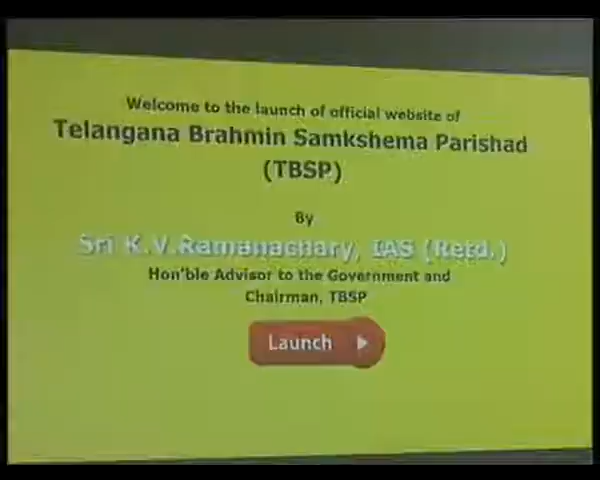 Welcome to the launch of official website of
Telangana Brahmin Samkshema Parishad
(TBSP)
By
Sri K.V.Ramanachary, IAS (Retd.)
Hon'ble Advisor to the Government and
Chairman, TBSP
Launch